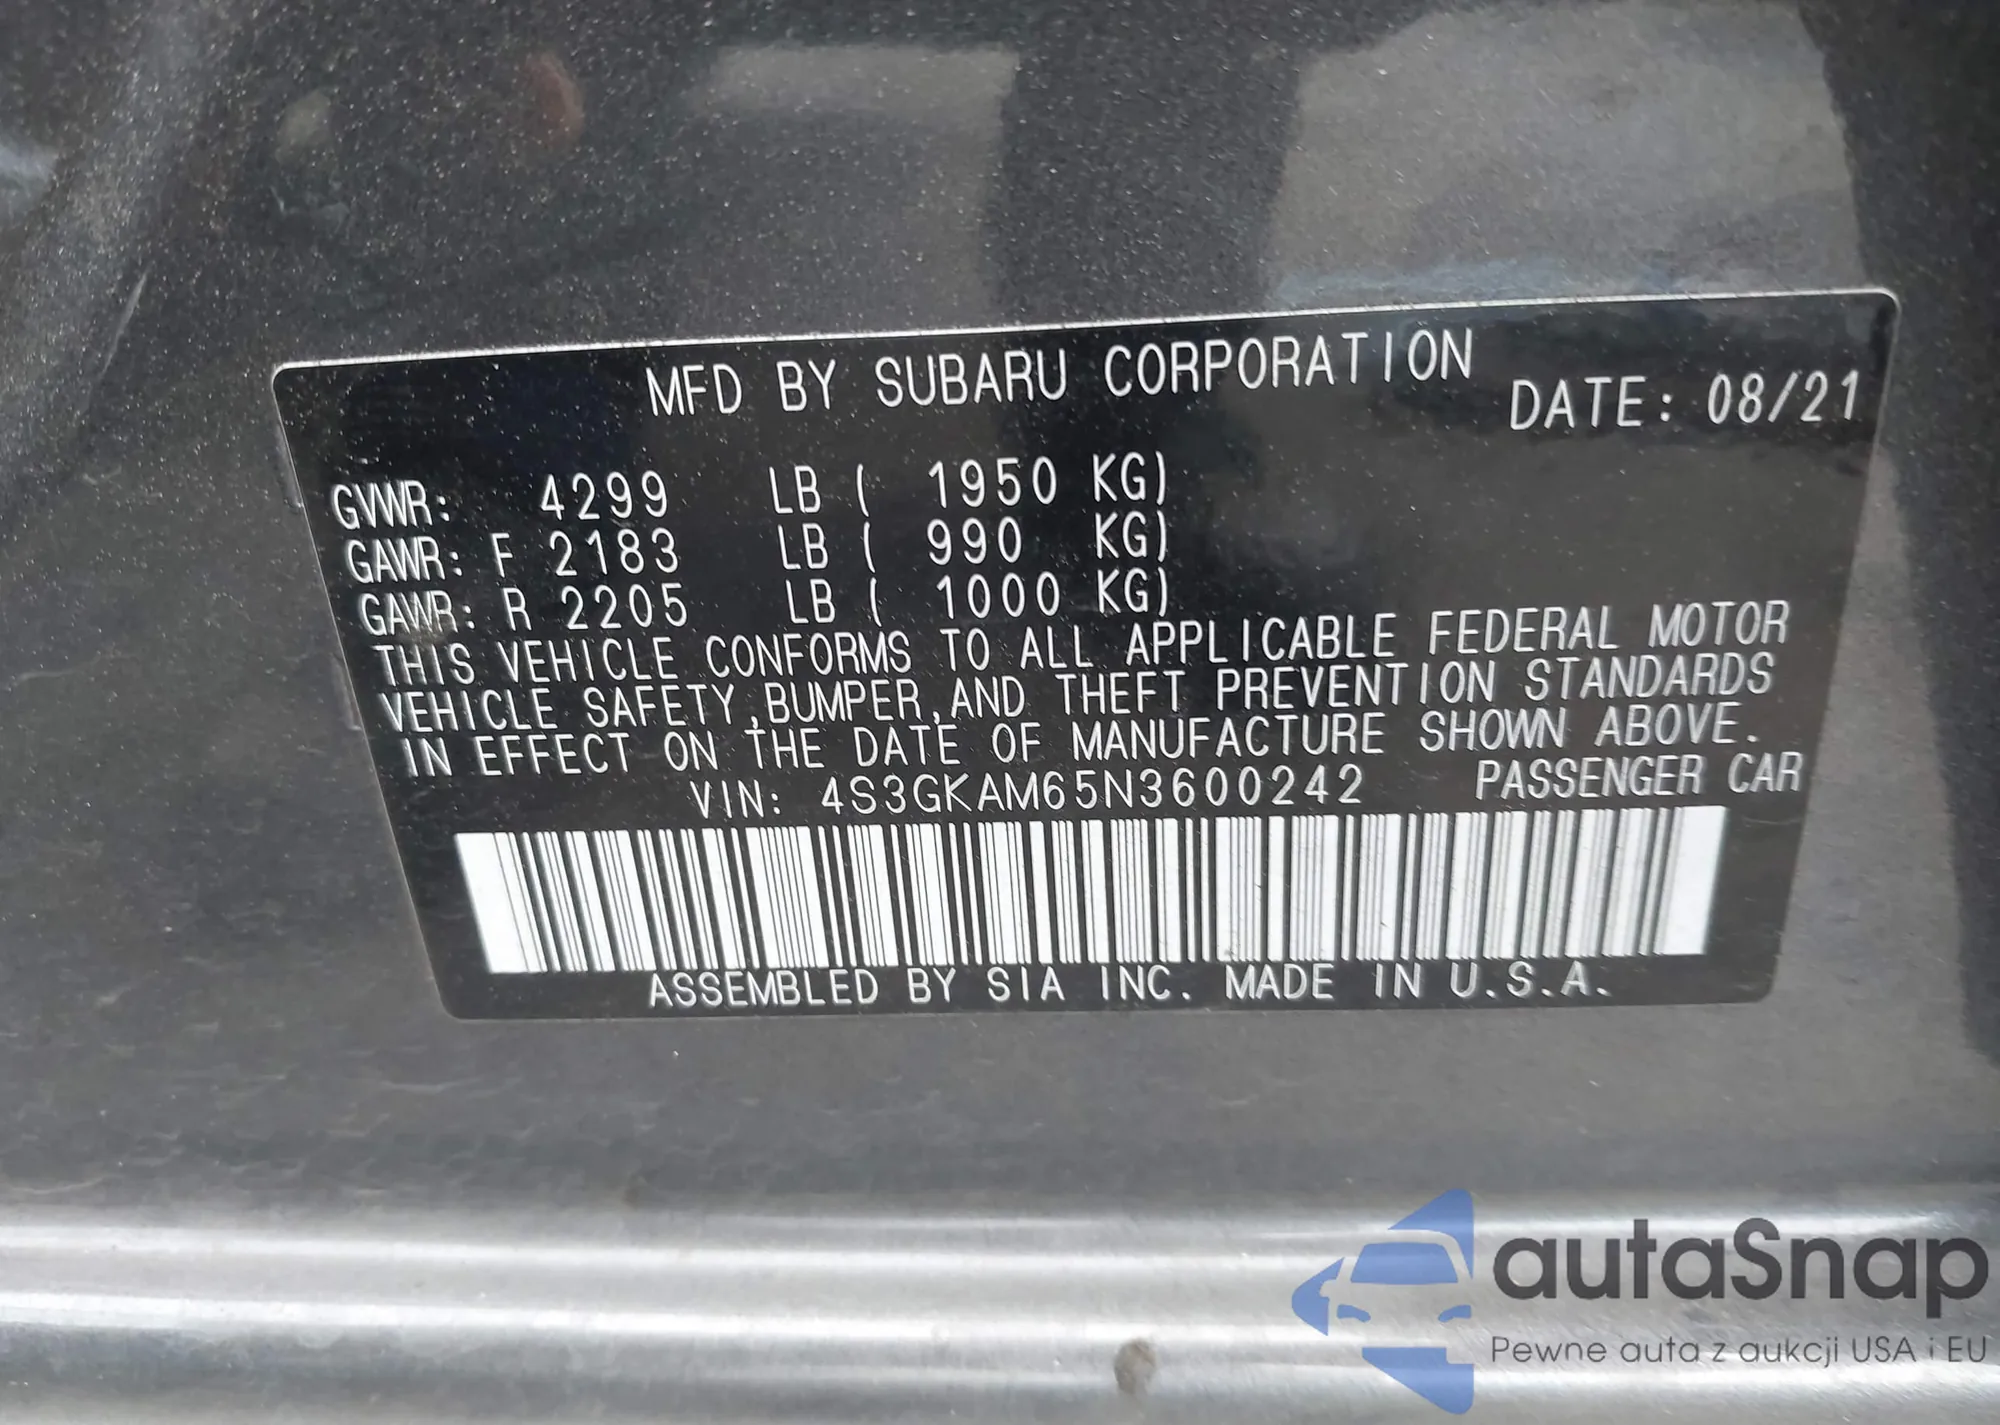 MFD BY SUBARU CORPORATION
DATE: 08/21
GVWR: 4299 LB ( 1950 KG)
GAWR: F 2183 LB ( 990 KG)
GAWR: R 2205 LB ( 1000 KG)
THIS VEHICLE CONFORMS TO ALL APPLICABLE FEDERAL MOTOR
VEHICLE SAFETY,BUMPER,AND THEFT PREVENTION STANDARDS
IN EFFECT ON THE DATE OF MANUFACTURE SHOWN ABOVE.
VIN: 4S3GKAM65N3600242 PASSENGER CAR
ASSEMBLED BY SIA INC. MADE IN U.S.A.
autaSnap
Pewne auta z aukcji USA i EU